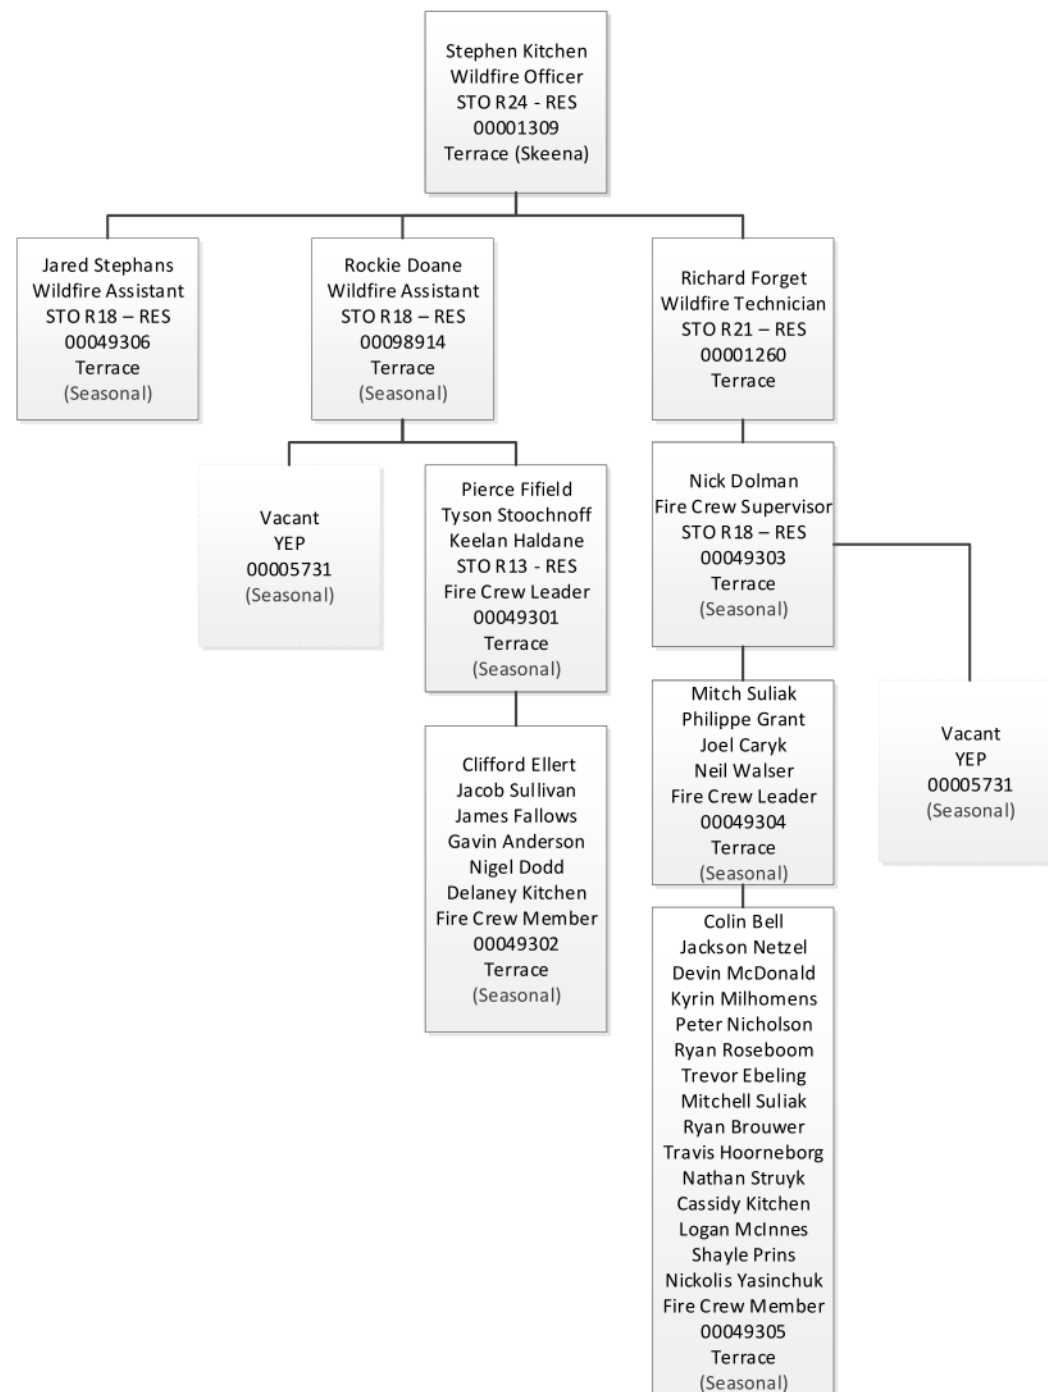 Stephen Kitchen
Wildfire Officer
STO R24 - RES
00001309
Terrace (Skeena)
Jared Stephans
Wildfire Assistant
STO R18 – RES
00049306
Terrace
(Seasonal)
Rockie Doane
Wildfire Assistant
STO R18 – RES
00098914
Terrace
(Seasonal)
Richard Forget
Wildfire Technician
STO R21 – RES
00001260
Terrace
Vacant
YEP
00005731
(Seasonal)
Pierce Fifield
Tyson Stoochnoff
Keelan Haldane
STO R13 - RES
Fire Crew Leader
00049301
Terrace
(Seasonal)
Nick Dolman
Fire Crew Supervisor
STO R18 – RES
00049303
Terrace
(Seasonal)
Clifford Ellert
Jacob Sullivan
James Fallows
Gavin Anderson
Nigel Dodd
Delaney Kitchen
Fire Crew Member
00049302
Terrace
(Seasonal)
Mitch Suliak
Philippe Grant
Joel Caryk
Neil Walser
Fire Crew Leader
00049304
Terrace
(Seasonal)
Vacant
YEP
00005731
(Seasonal)
Colin Bell
Jackson Netzel
Devin McDonald
Kyrin Milhomens
Peter Nicholson
Ryan Roseboom
Trevor Ebeling
Mitchell Suliak
Ryan Brouwer
Travis Hoorneborg
Nathan Struyk
Cassidy Kitchen
Logan McInnes
Shayle Prins
Nickolis Yasinchuk
Fire Crew Member
00049305
Terrace
(Seasonal)